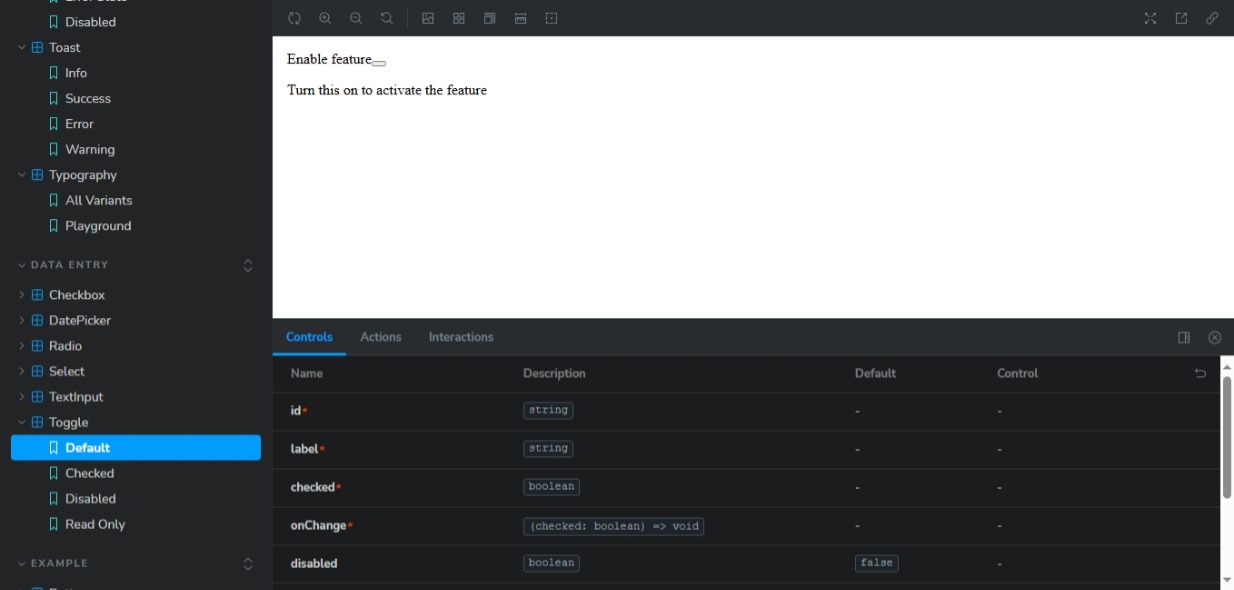 Disabled
Toast
Info
Success
Error
Warning
Typography
All Variants
Playground
DATA ENTRY
Checkbox
DatePicker
Radio
Select
TextInput
Toggle
Default
Checked
Disabled
Read Only
EXAMPLE
Enable feature
Turn this on to activate the feature
Controls Actions Interactions
Name Description Default Control
id* string - -
label* string - -
checked* boolean - -
onChange* (checked: boolean) => void - -
disabled boolean false -